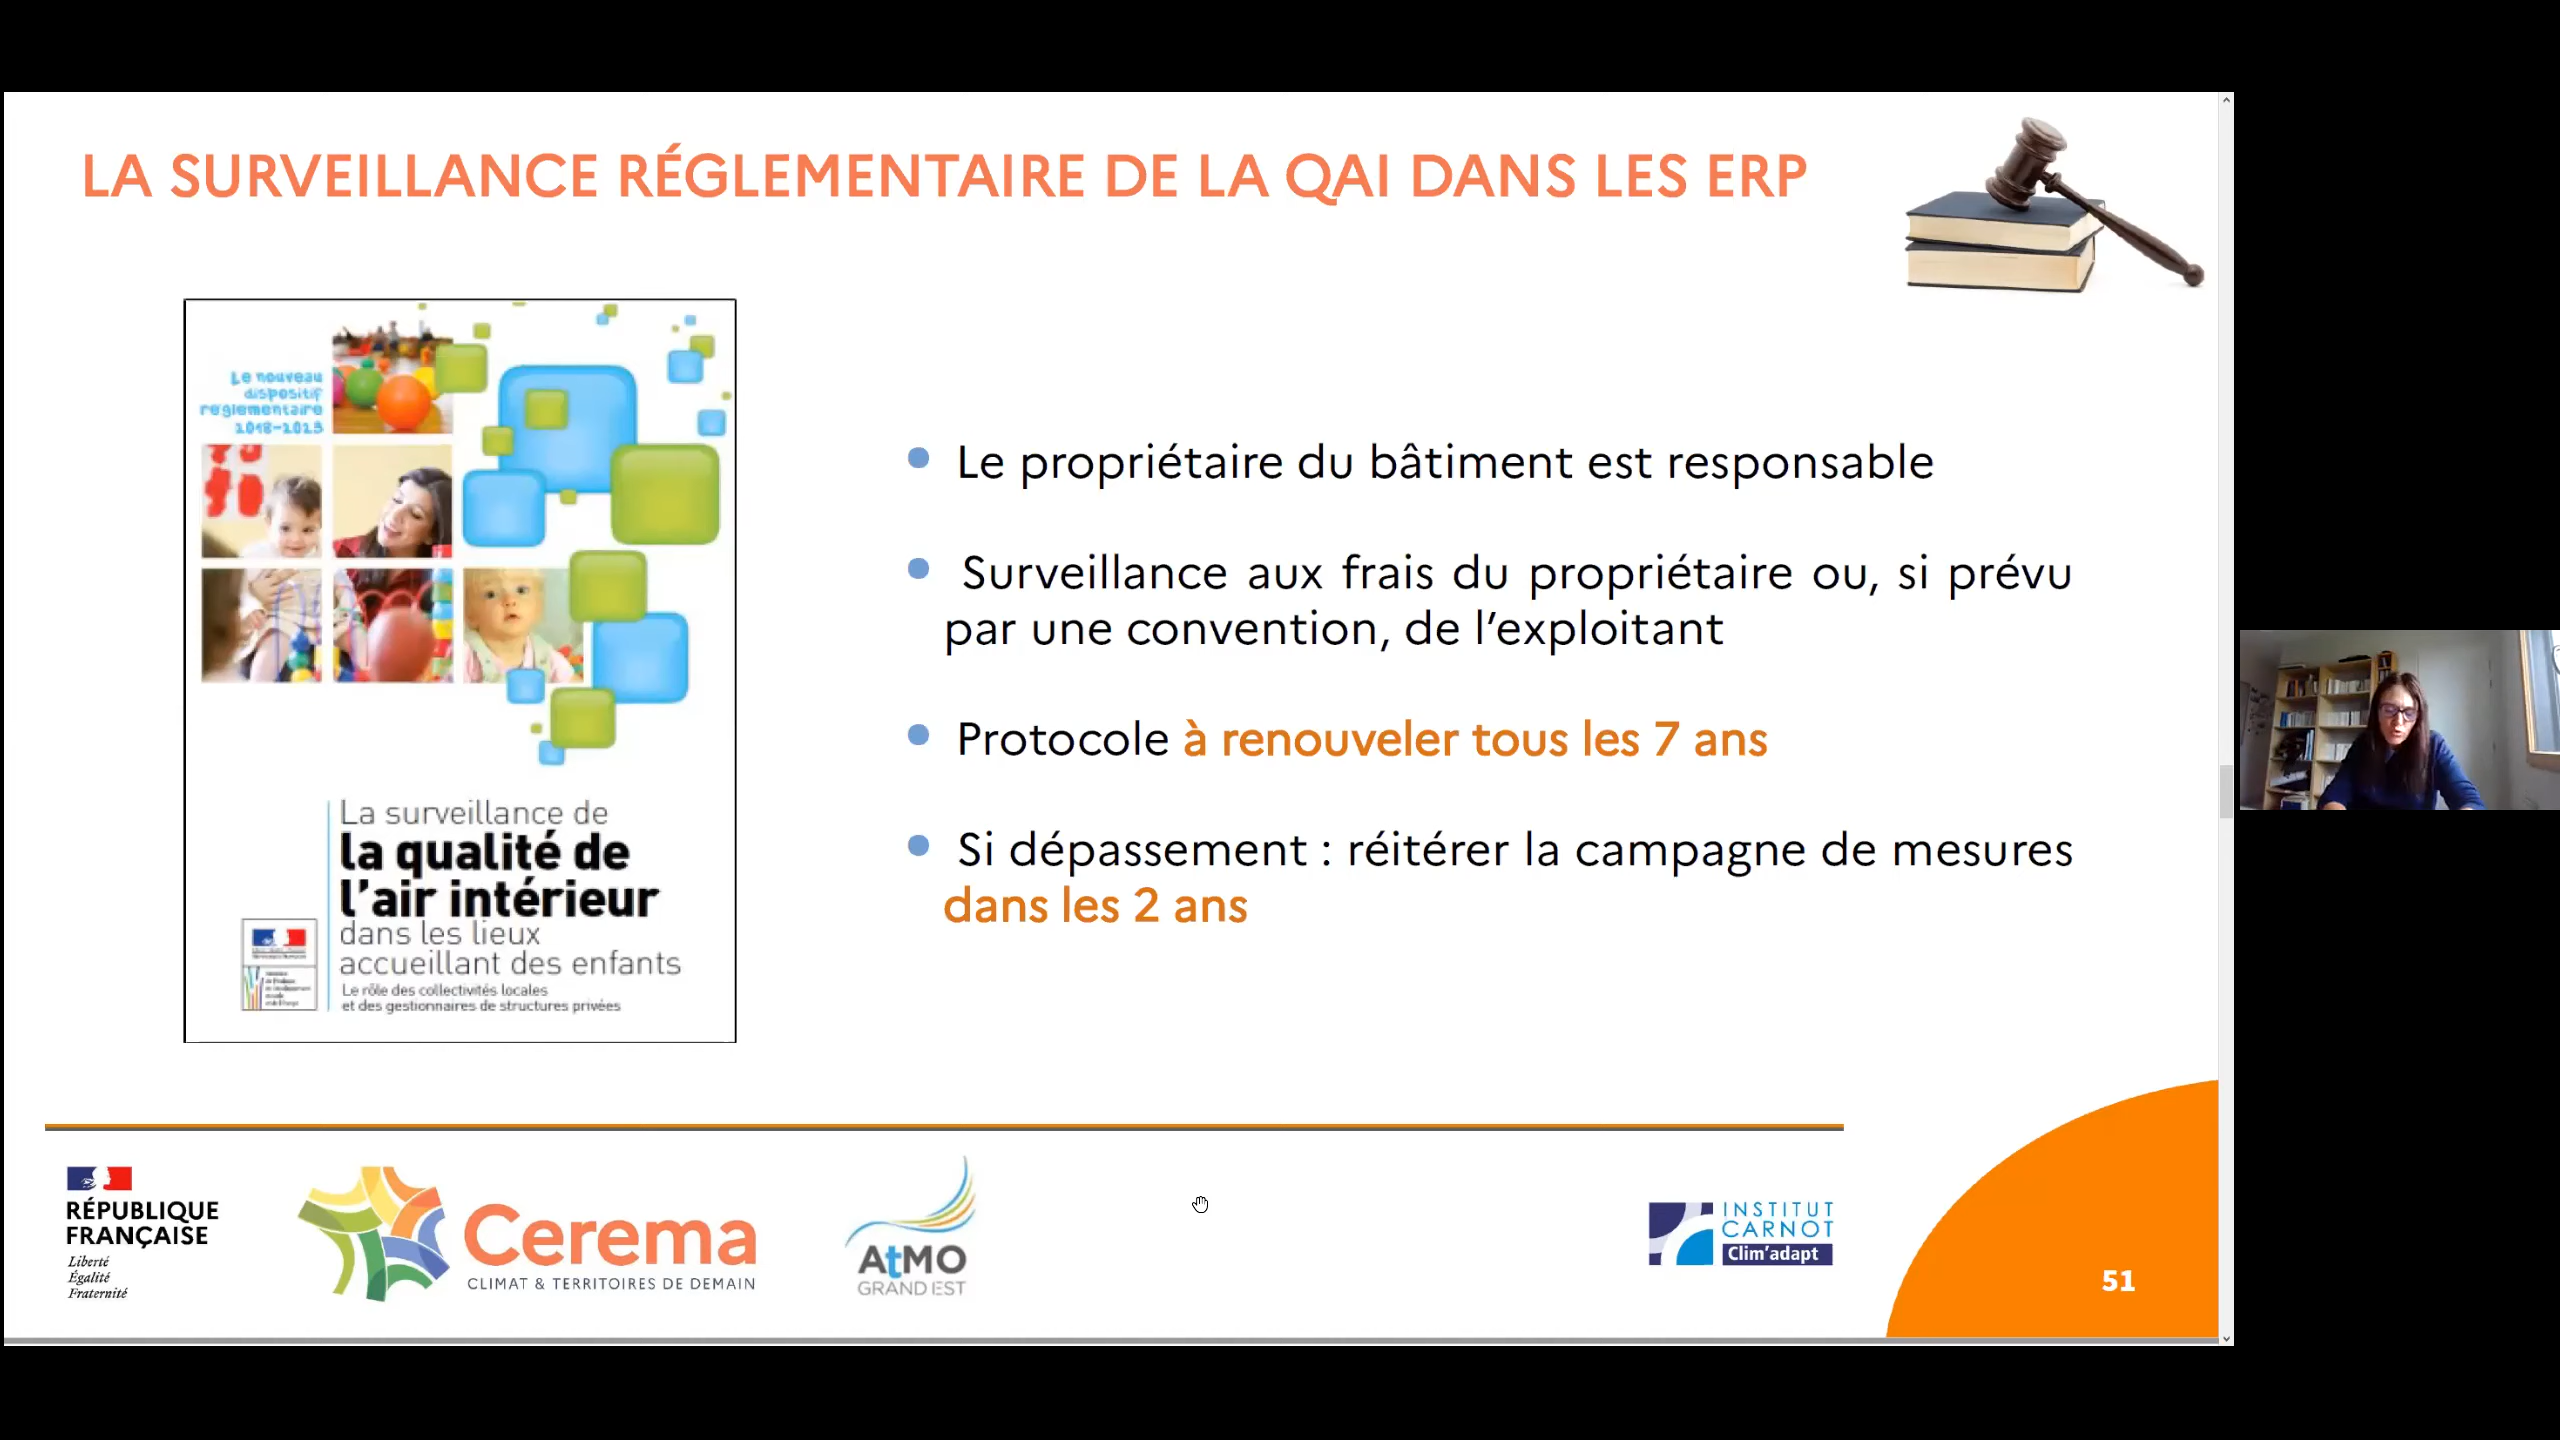 LA SURVEILLANCE RÉGLEMENTAIRE DE LA QAI DANS LES ERP
Le nouveau
dispositif
réglementaire
2018-2023
La surveillance de
la qualité de
l'air intérieur
dans les lieux
accueillant des enfants
Le rôle des collectivités locales
et des gestionnaires de structures privées
Le propriétaire du bâtiment est responsable
Surveillance aux frais du propriétaire ou, si prévu
par une convention, de l'exploitant
Protocole à renouveler tous les 7 ans
Si dépassement : réitérer la campagne de mesures
dans les 2 ans
RÉPUBLIQUE
FRANÇAISE
Liberté
Égalité
Fraternité
Cerema
CLIMAT & TERRITOIRES DE DEMAIN
AtMO
GRAND EST
INSTITUT
CARNOT
Clim'adapt
51